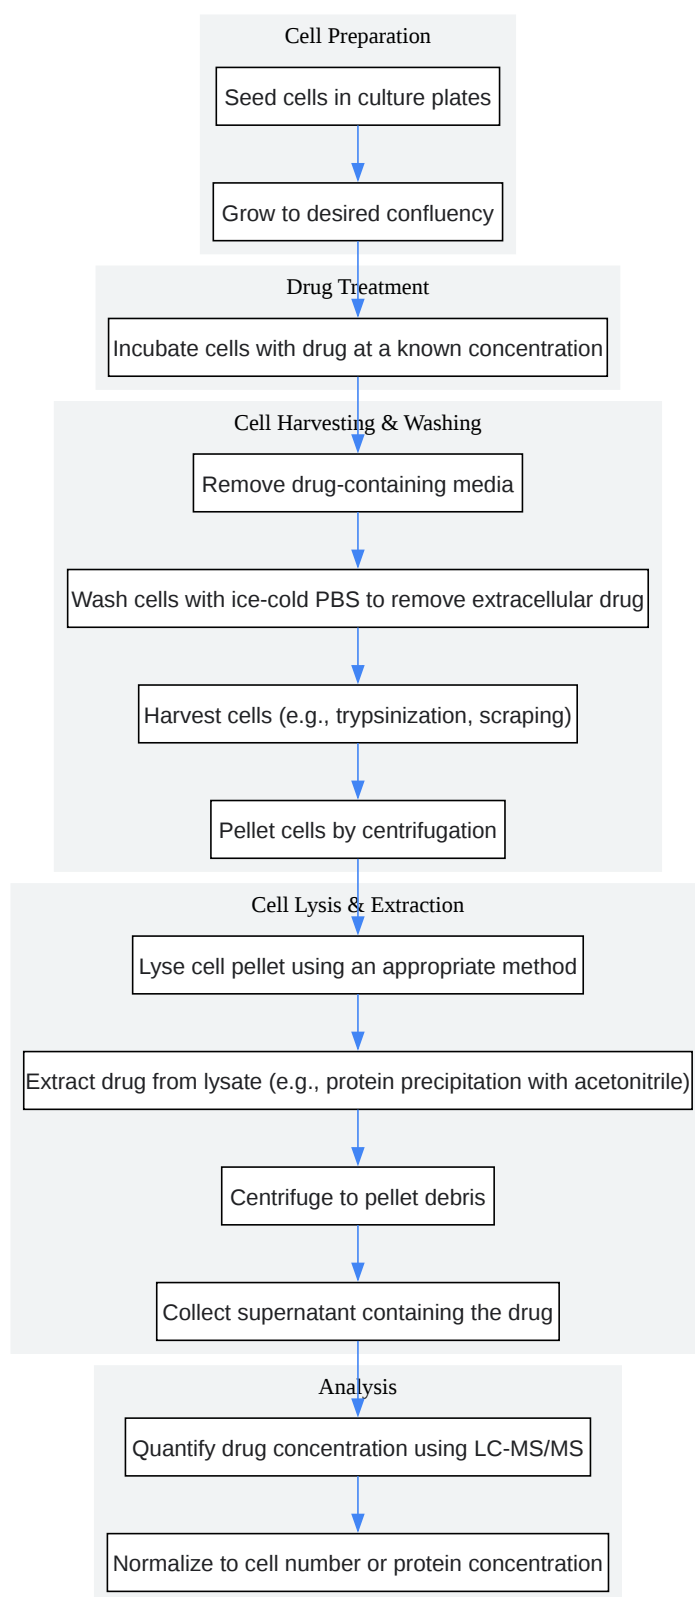 Cell Preparation
Seed cells in culture plates
Grow to desired confluency
Drug Treatment
Incubate cells with drug at a known concentration
Cell Harvesting & Washing
Remove drug-containing media
Wash cells with ice-cold PBS to remove extracellular drug
Harvest cells (e.g., trypsinization, scraping)
Pellet cells by centrifugation
Cell Lysis & Extraction
Lyse cell pellet using an appropriate method
Extract drug from lysate (e.g., protein precipitation with acetonitrile)
Centrifuge to pellet debris
Collect supernatant containing the drug
Analysis
Quantify drug concentration using LC-MS/MS
Normalize to cell number or protein concentration